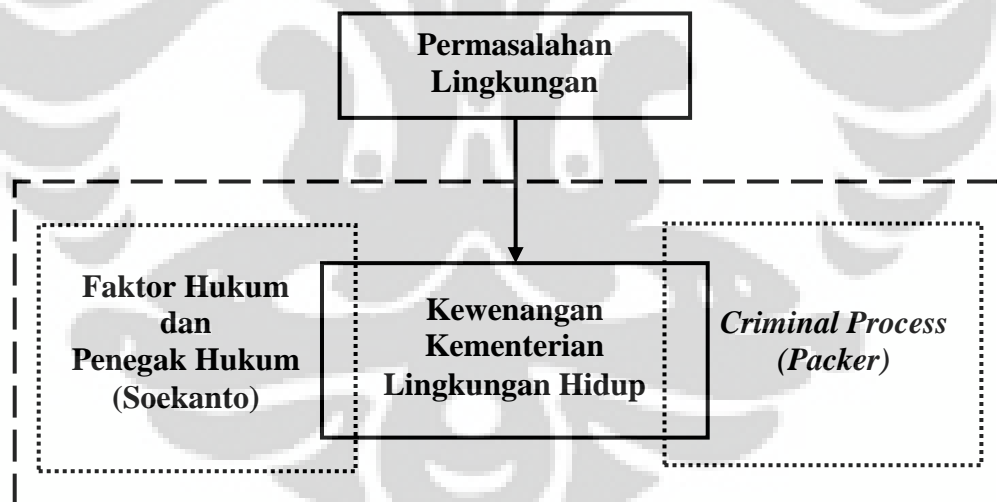 Permasalahan
Lingkungan
Faktor Hukum
dan
Penegak Hukum
(Soekanto)
Kewenangan
Kementerian
Lingkungan Hidup
Criminal Process
(Packer)